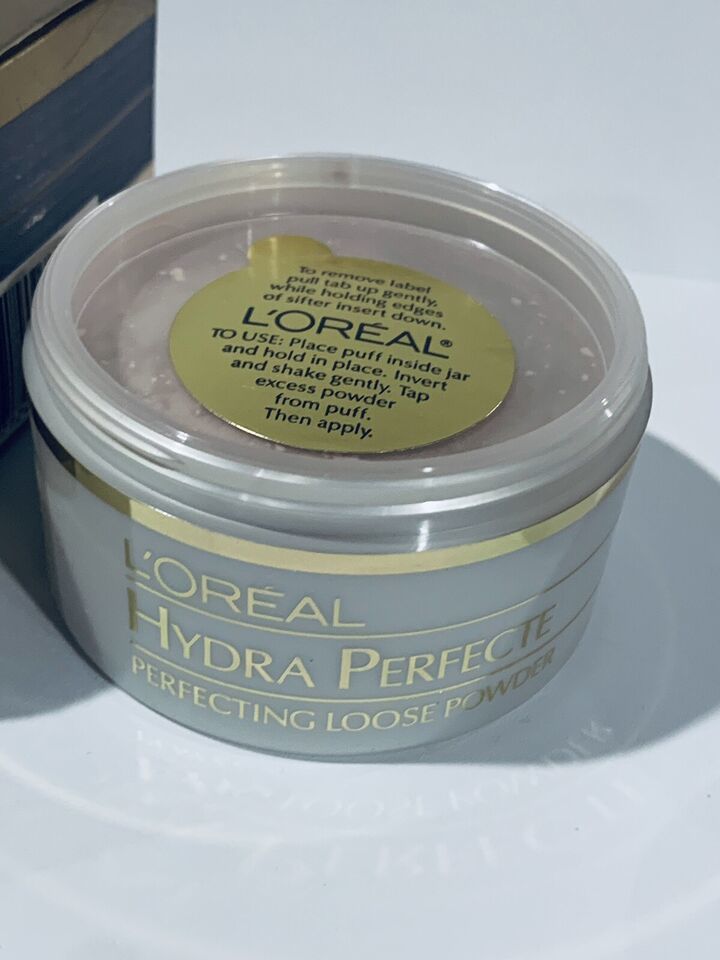 To remove label
pull tab up gently,
while holding edges
of sifter insert down.
L'ORÉAL®
TO USE: Place puff inside jar
and hold in place. Invert
and shake gently. Tap
excess powder
from puff.
Then apply.
L'ORÉAL
HYDRA PERFECTE
PERFECTING LOOSE POWDER